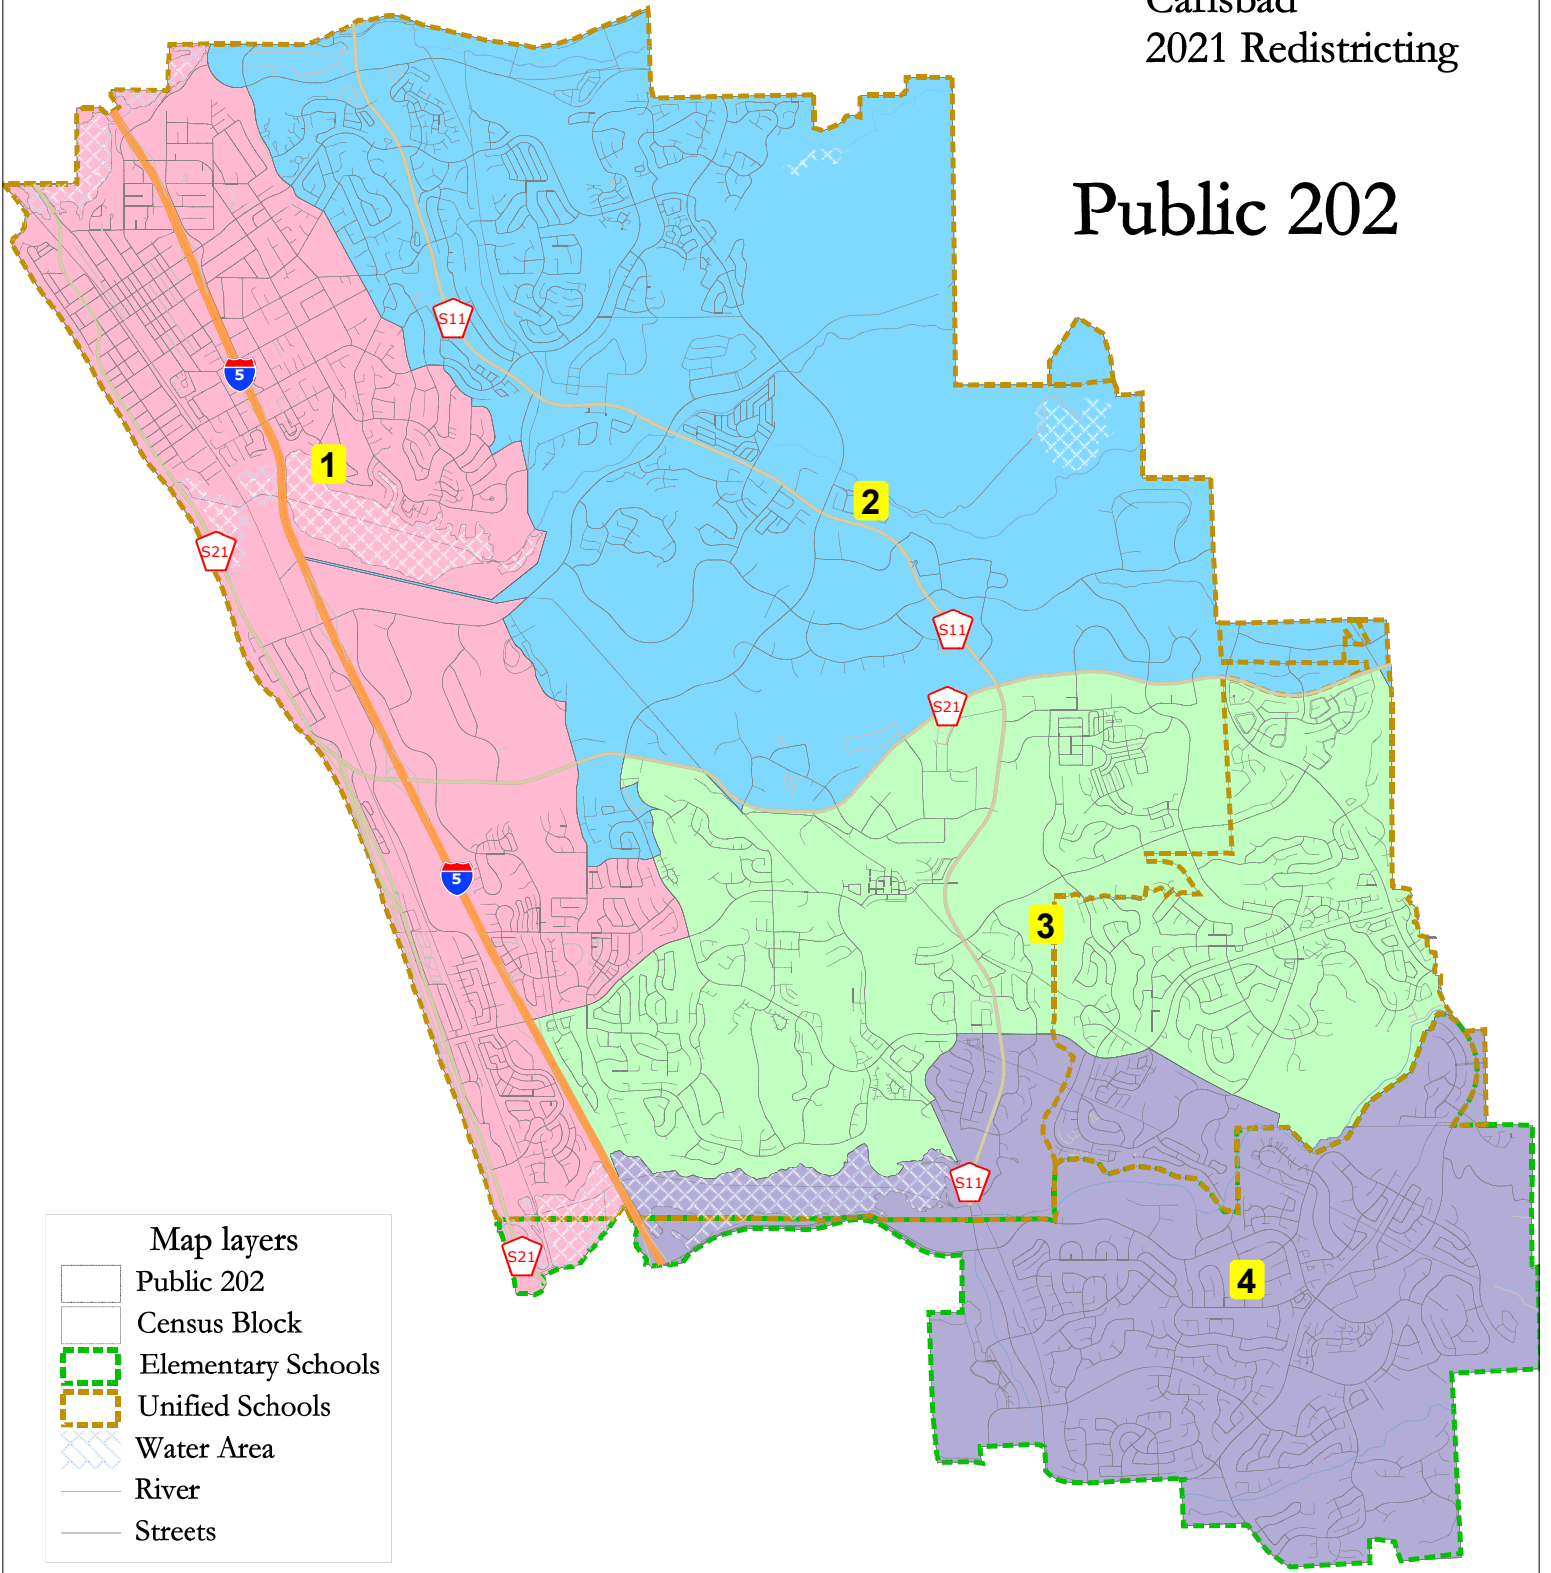 Carlsbad
2021 Redistricting
Public 202
S11
5
1
2
S21
S11
S21
5
3
S11
S21
4
Map layers
Public 202
Census Block
Elementary Schools
Unified Schools
Water Area
River
Streets